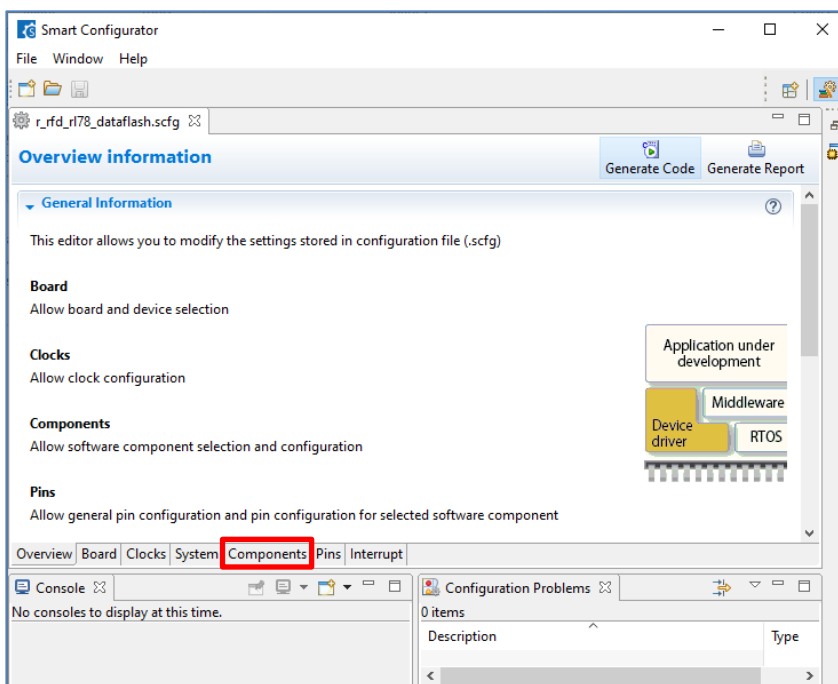 Smart Configurator
File Window Help
r_rfd_rl78_dataflash.scfg
Overview information
Generate Code Generate Report
General Information
This editor allows you to modify the settings stored in configuration file (.scfg)
Board
Allow board and device selection
Clocks
Allow clock configuration
Components
Allow software component selection and configuration
Pins
Allow general pin configuration and pin configuration for selected software component
Application under
development
Middleware
Device
driver
RTOS
Overview Board Clocks System Components Pins Interrupt
Console
No consoles to display at this time.
Configuration Problems
0 items
Description Type